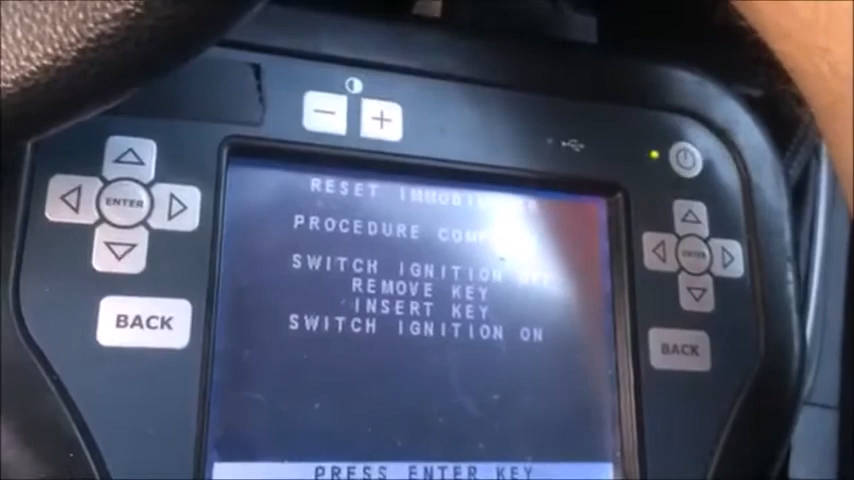 ENTER
BACK
RESET
PROCEDURE
SWITCH IGNITION
REMOVE KEY
INSERT KEY
SWITCH IGNITION ON
PRESS ENTER KEY
ENTER
BACK